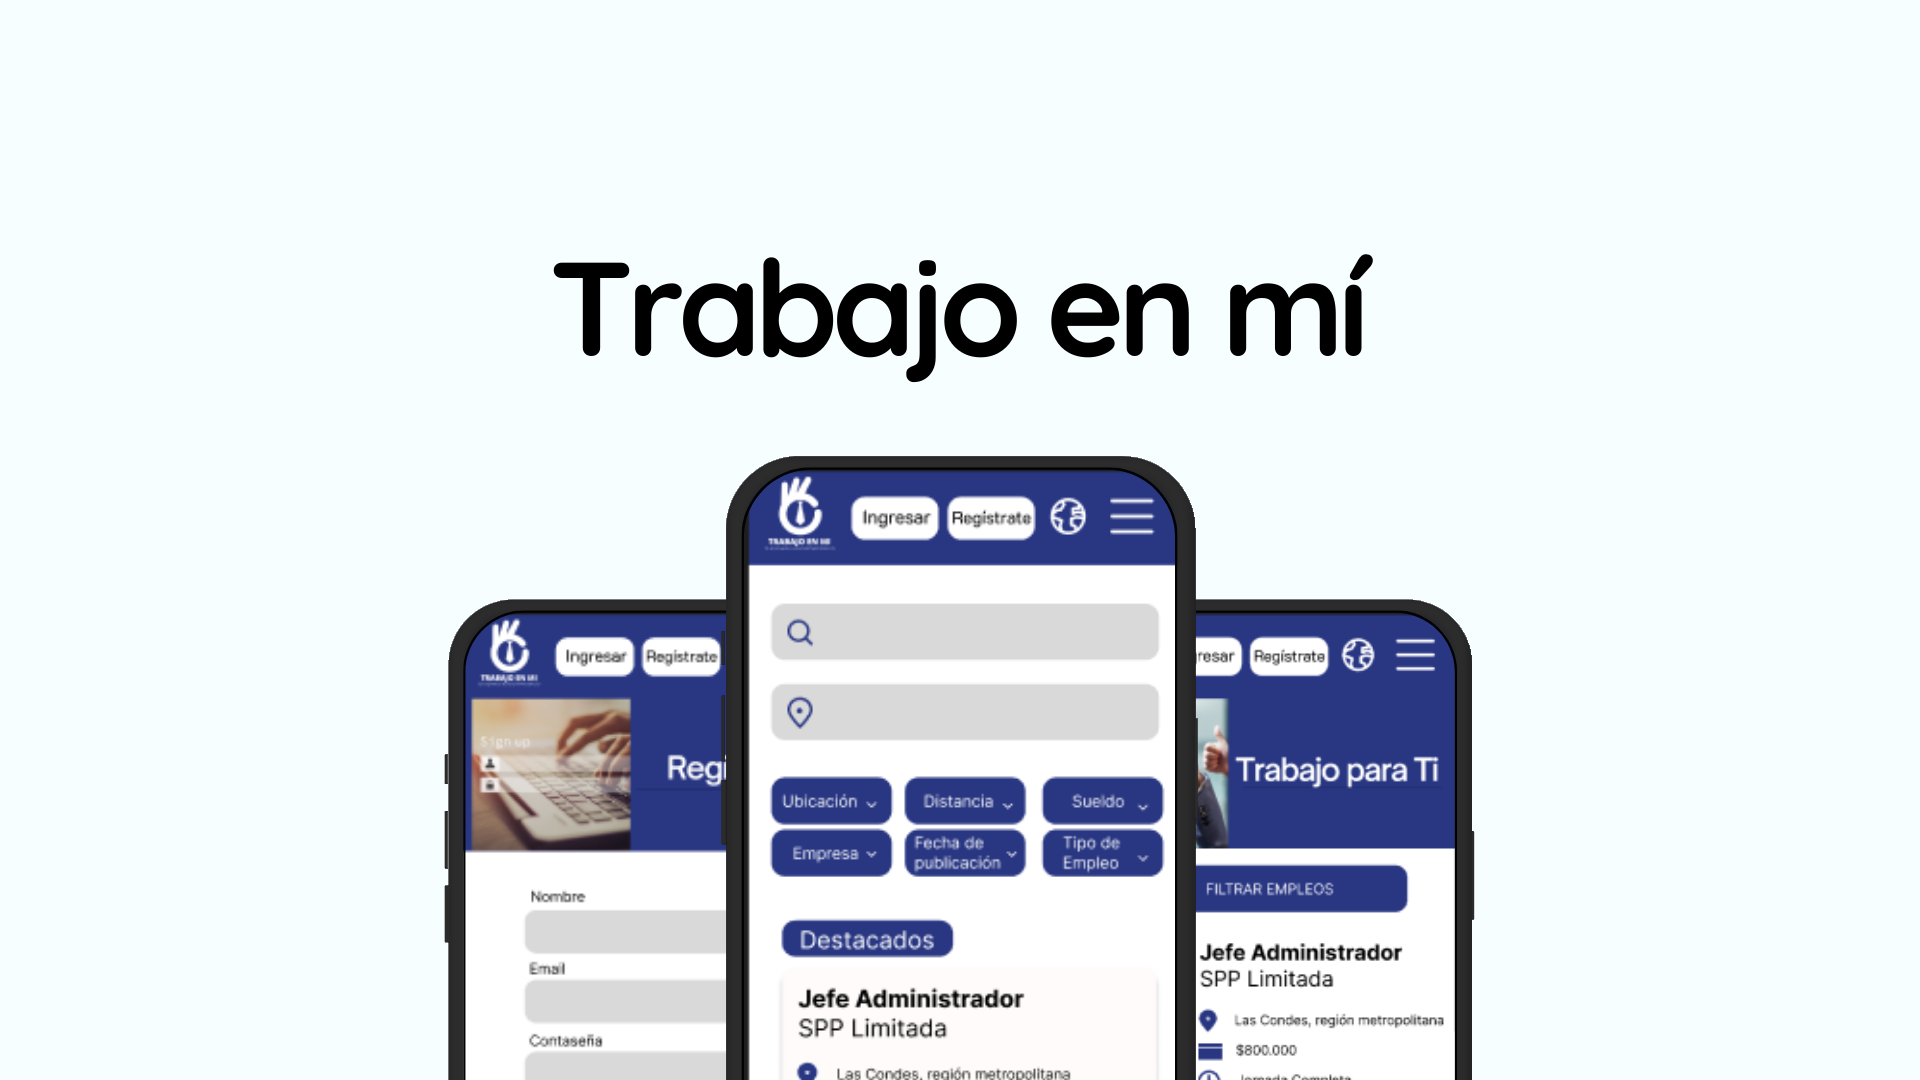 Trabajo en mí
TRABAJO EN MI
Ingresar
Regístrate
Sign up
Regi
Nombre
Email
Contaseña
TRABAJO EN MI
Ingresar
Regístrate
Ubicación
Distancia
Sueldo
Empresa
Fecha de
publicación
Tipo de
Empleo
Destacados
Jefe Administrador
SPP Limitada
Las Condes, región metropolitana
resar
Regístrate
Trabajo para Ti
FILTRAR EMPLEOS
Jefe Administrador
SPP Limitada
Las Condes, región metropolitana
$800.000
Jornada Completa